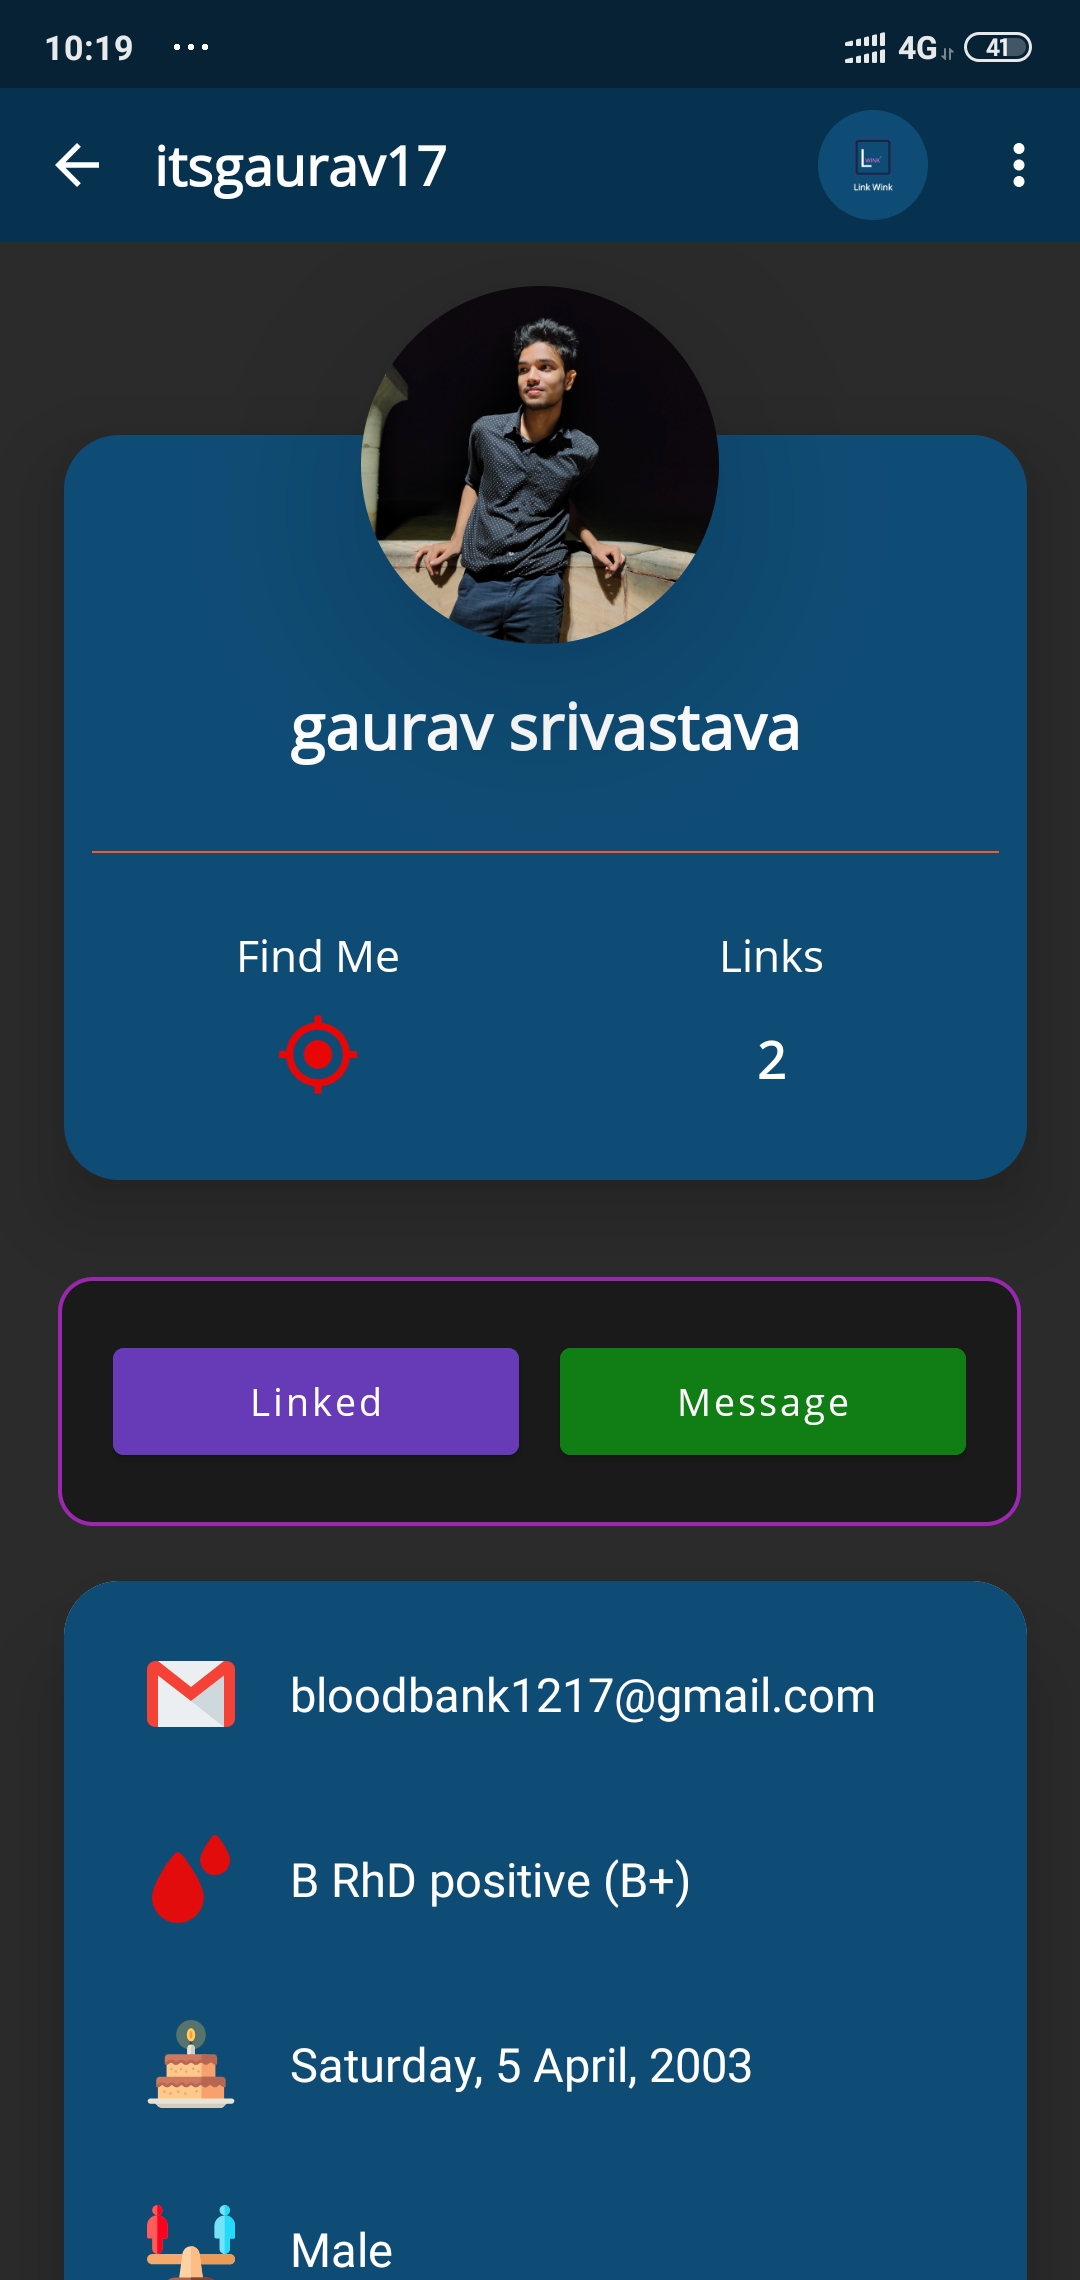 10:19 ... 4G 41
itsgaurav17
Link Wink
gaurav srivastava
Find Me Links
2
Linked Message
bloodbank1217@gmail.com
B RhD positive (B+)
Saturday, 5 April, 2003
Male